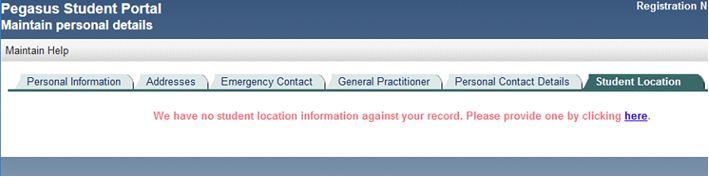 Pegasus Student Portal
Registration N
Maintain personal details
Maintain Help
Personal Information Addresses Emergency Contact General Practitioner Personal Contact Details Student Location
We have no student location information against your record. Please provide one by clicking here.